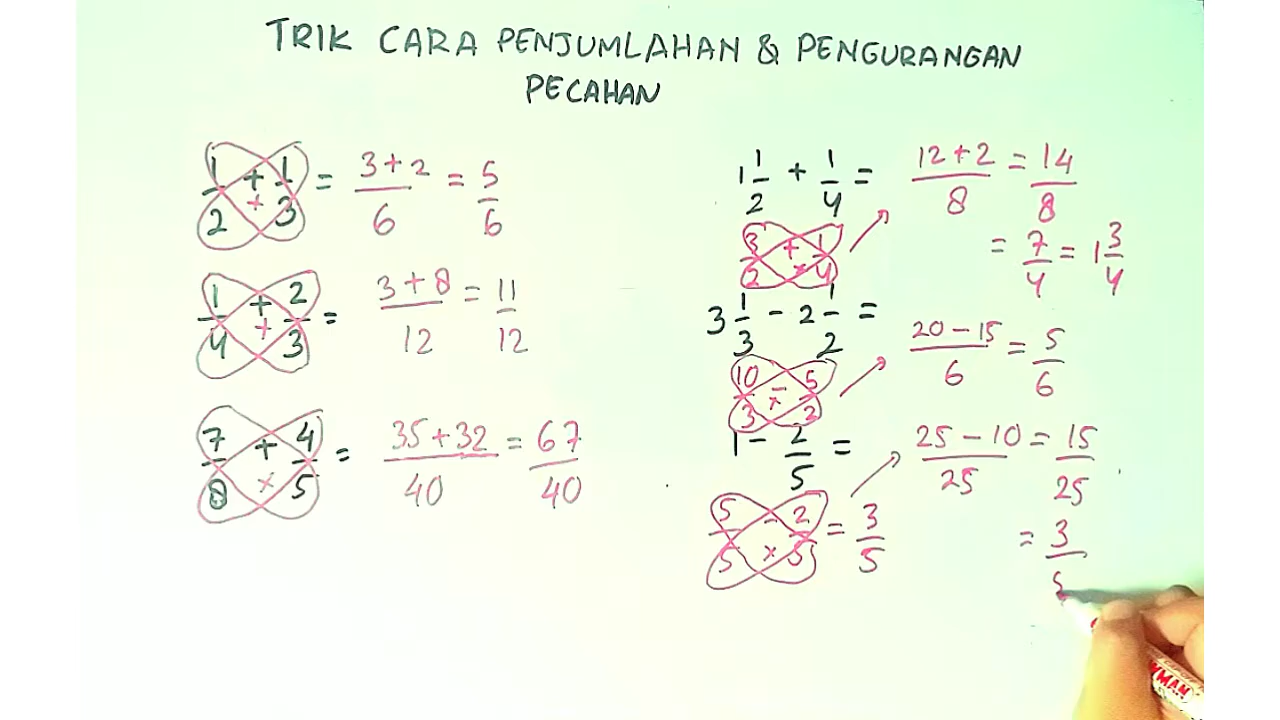 TRIK CARA PENJUMLAHAN & PENGURANGAN
PECAHAN
1/2 + 1/3 = 3+2/6 = 5/6
1/4 + 2/3 = 3+8/12 = 11/12
7/8 + 4/5 = 35+32/40 = 67/40
1 1/2 + 1/4 = 12+2/8 = 14/8
3/2 + 1/4 = 7/4 = 1 3/4
3 1/3 - 2 1/2 = 20-15/6 = 5/6
10/3 - 5/2
1 - 2/5 = 25-10/25 = 15/25
5/5 - 2/5 = 3/5 = 3/5